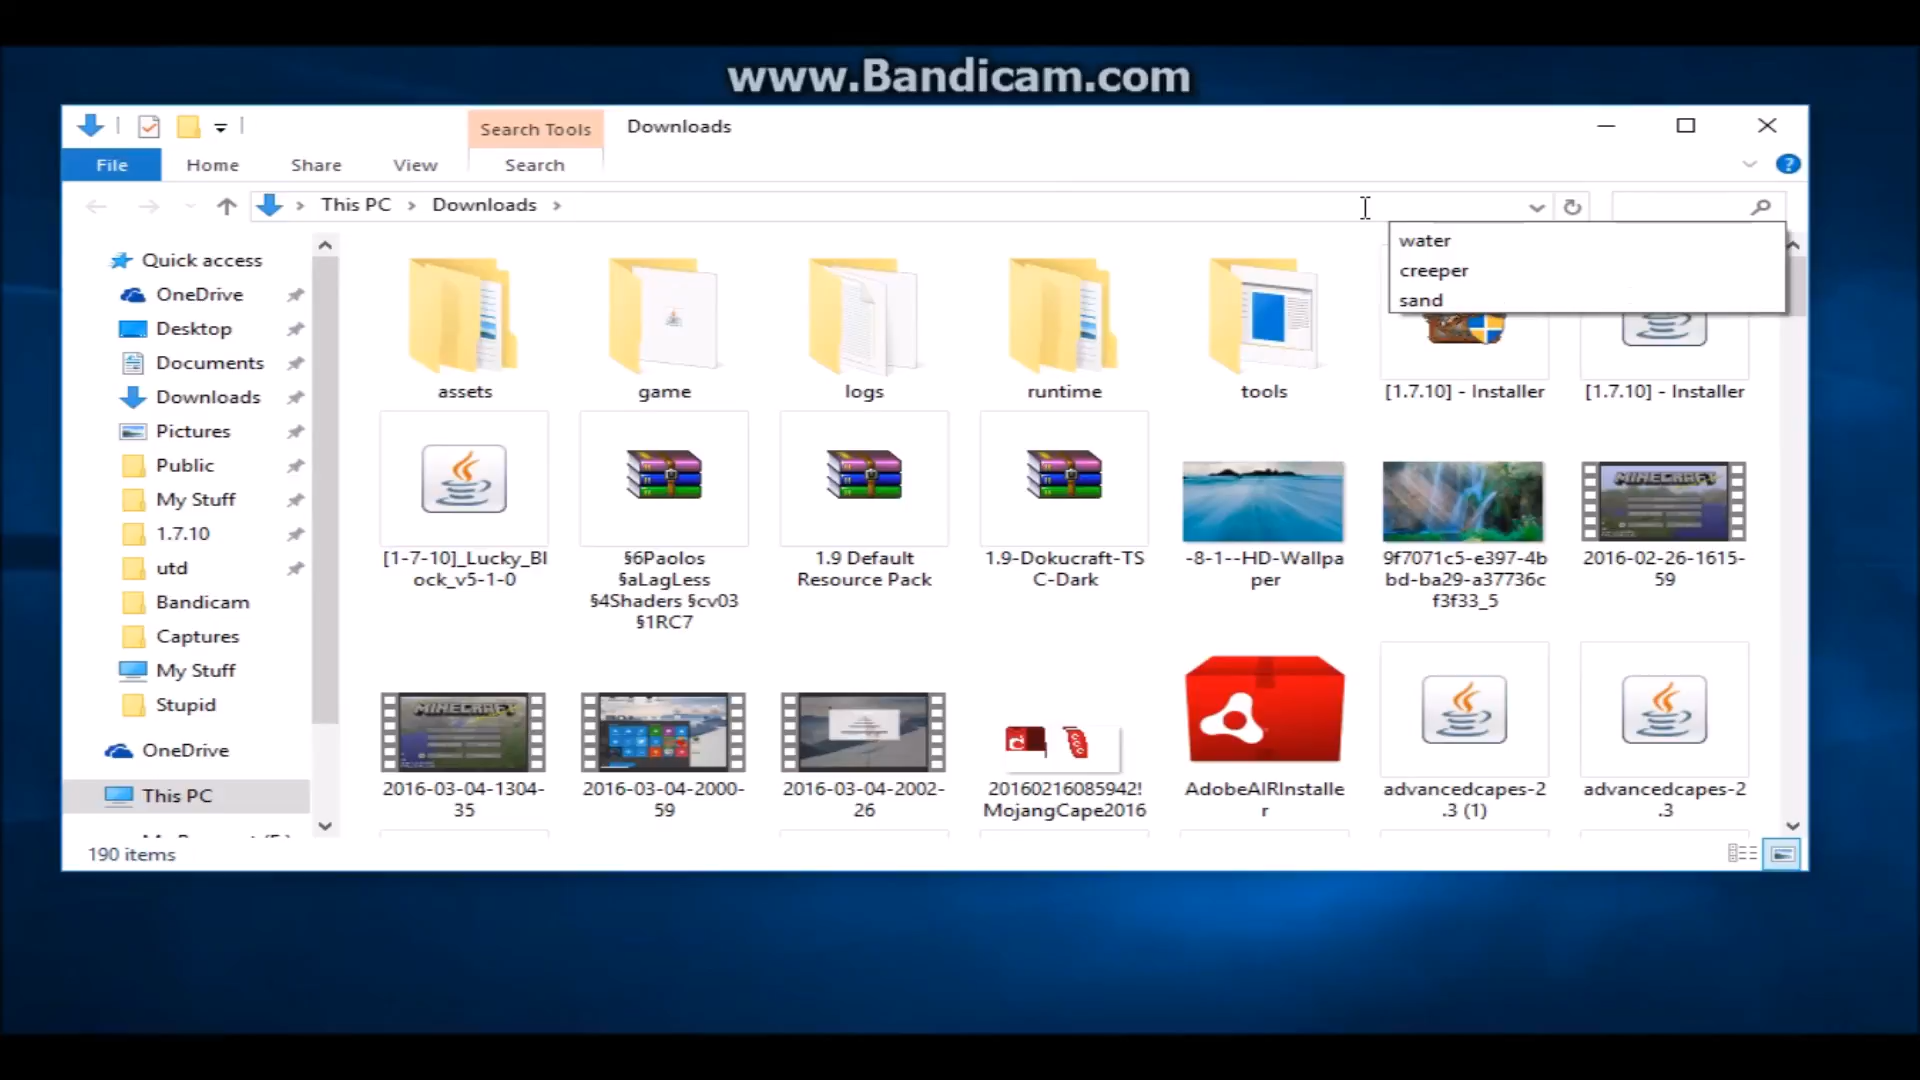 www.Bandicam.com
Search Tools
Downloads
File
Home
Share
View
Search
This PC
Downloads
water
creeper
sand
Quick access
OneDrive
Desktop
Documents
Downloads
Pictures
Public
My Stuff
1.7.10
utd
Bandicam
Captures
My Stuff
Stupid
OneDrive
This PC
assets
game
logs
runtime
tools
[1.7.10] - Installer
[1.7.10] - Installer
[1-7-10]_Lucky_Bl
ock_v5-1-0
§6Paolos
§aLagLess
§4Shaders §cv03
§1RC7
1.9 Default
Resource Pack
1.9-Dokucraft-TS
C-Dark
-8-1--HD-Wallpa
per
9f7071c5-e397-4b
bd-ba29-a37736c
f3f33_5
MINECRAFT
2016-02-26-1615-
59
MINECRAFT
2016-03-04-1304-
35
2016-03-04-2000-
59
2016-03-04-2002-
26
20160216085942!
MojangCape2016
AdobeAIRInstalle
r
advancedcapes-2
.3 (1)
advancedcapes-2
.3
190 items